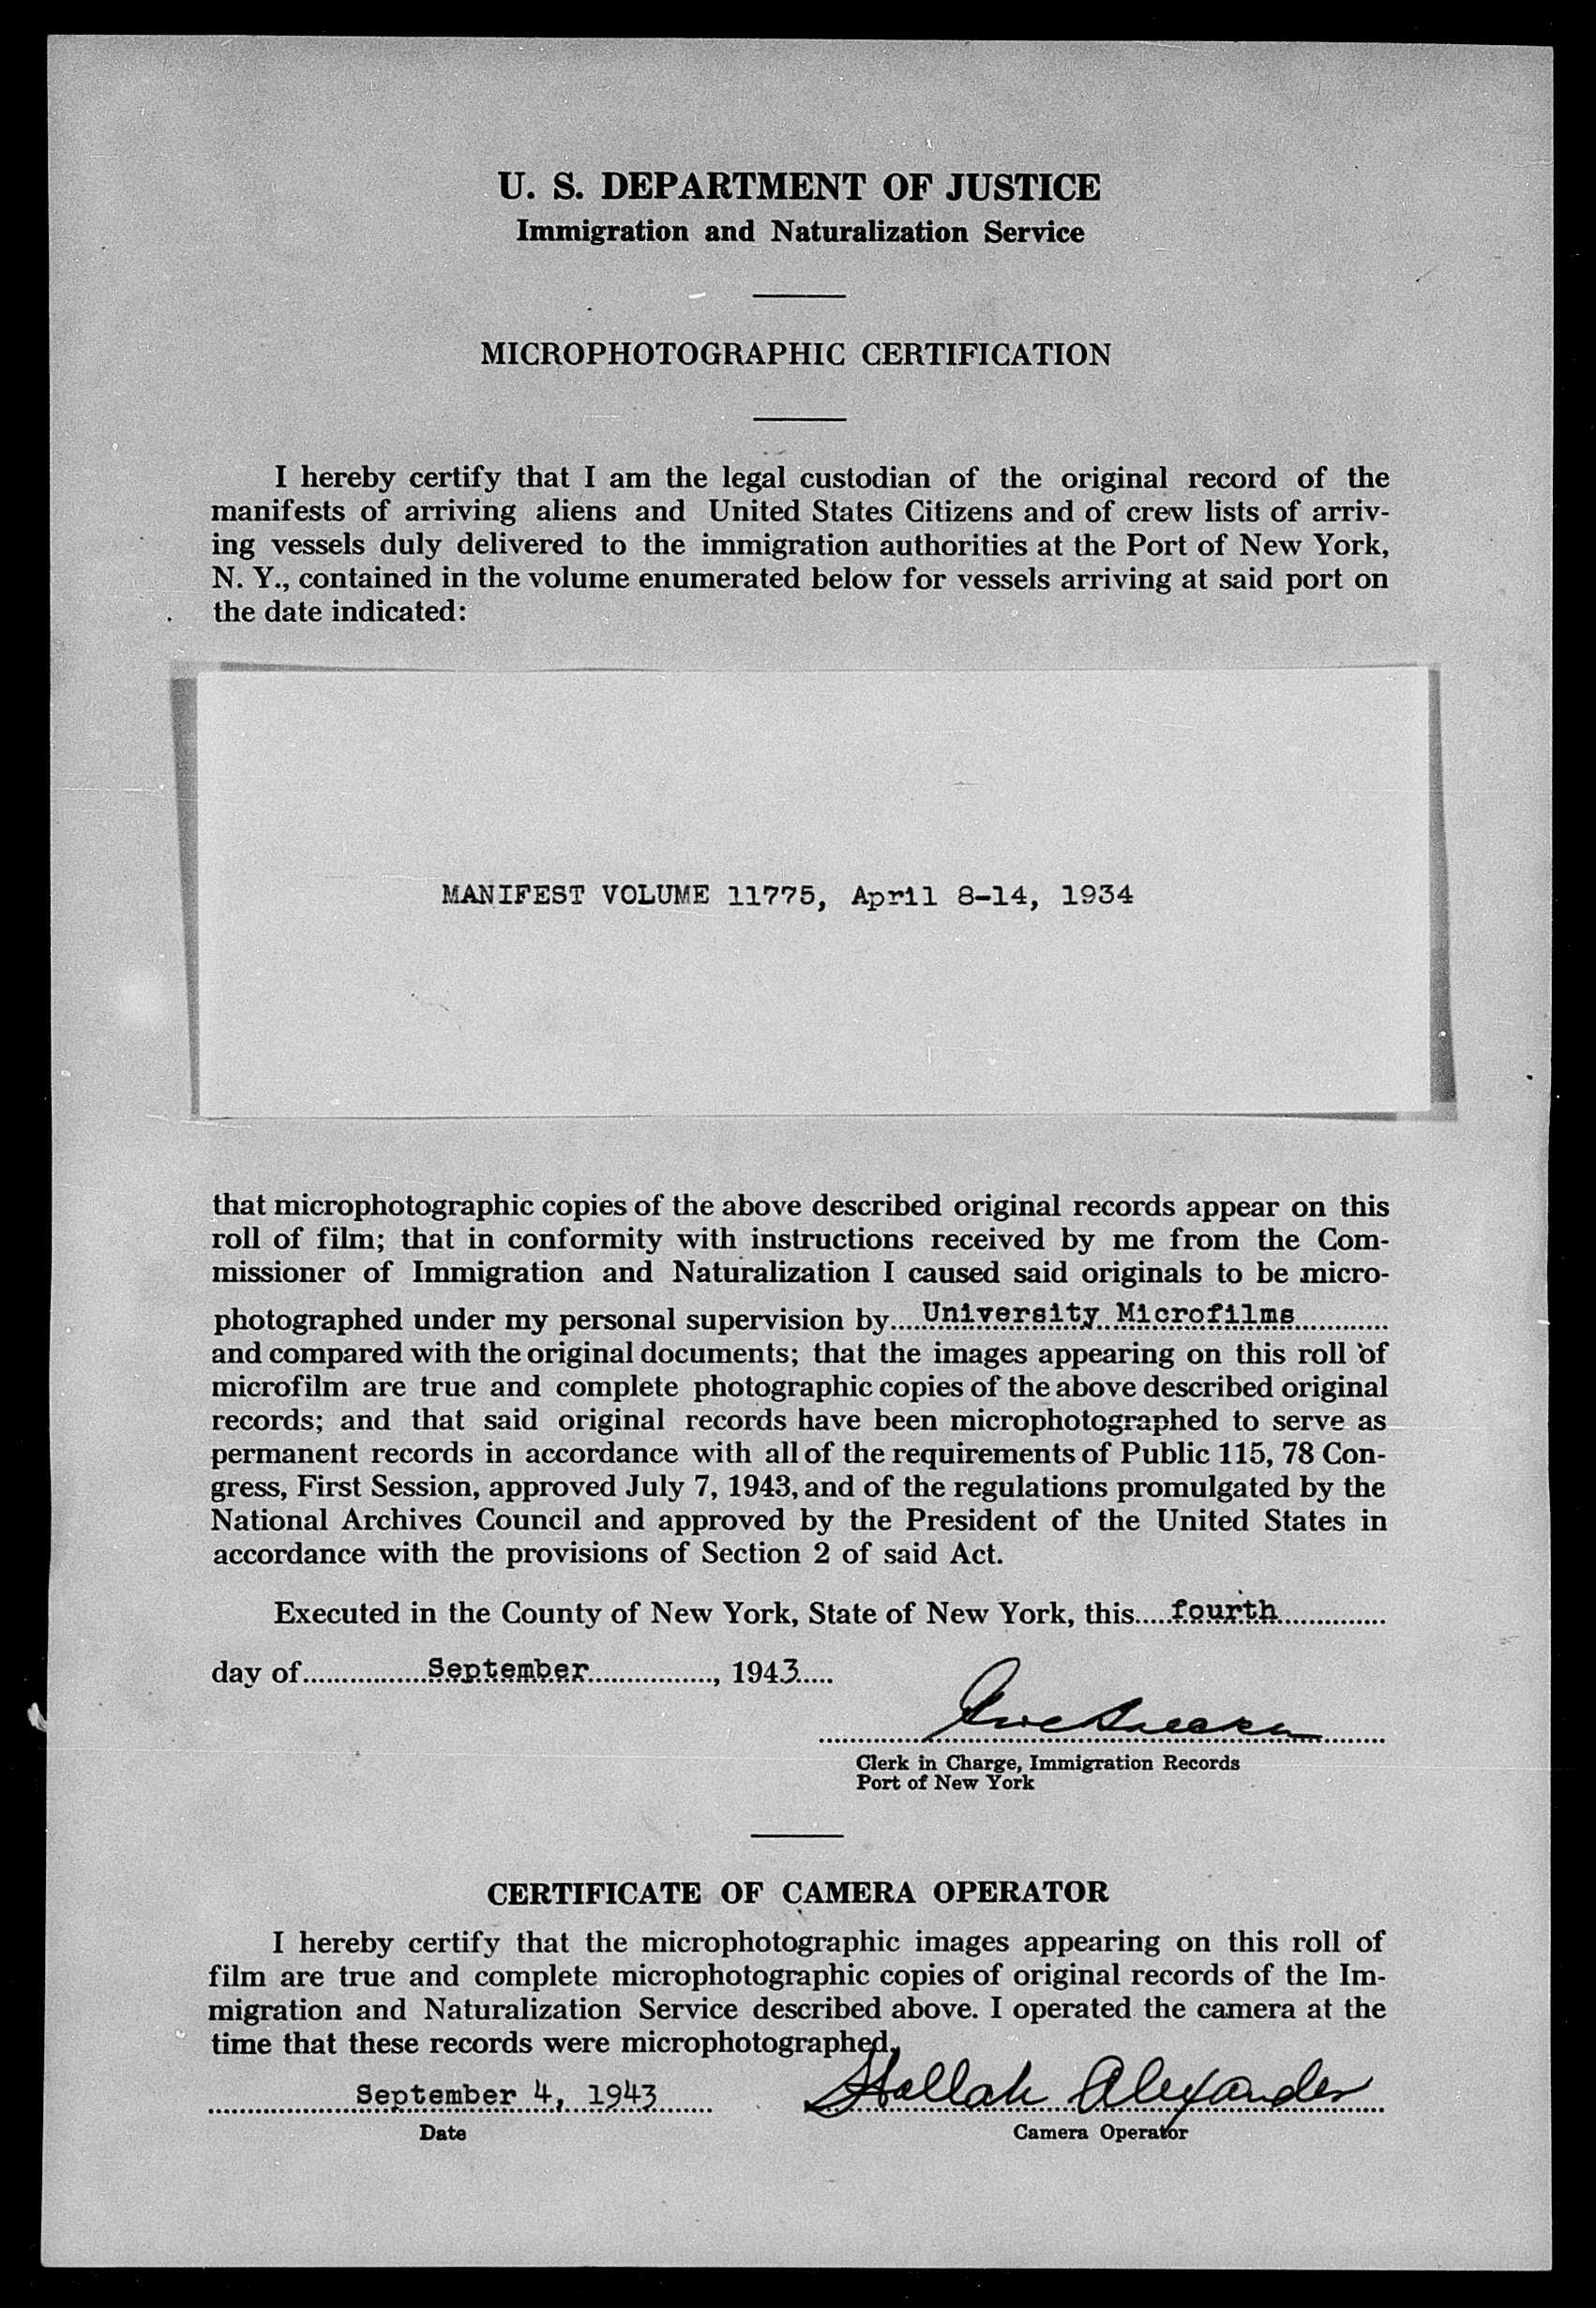 U. S. DEPARTMENT OF JUSTICE
Immigration and Naturalization Service
MICROPHOTOGRAPHIC CERTIFICATION
I hereby certify that I am the legal custodian of the original record of the
manifests of arriving aliens and United States Citizens and of crew lists of arriv-
ing vessels duly delivered to the immigration authorities at the Port of New York,
N. Y., contained in the volume enumerated below for vessels arriving at said port on
the date indicated:
MANIFEST VOLUME 11775, April 8-14, 1934
that microphotographic copies of the above described original records appear on this
roll of film; that in conformity with instructions received by me from the Com-
missioner of Immigration and Naturalization I caused said originals to be micro-
photographed under my personal supervision by.....University Microfilms............
and compared with the original documents; that the images appearing on this roll of
microfilm are true and complete photographic copies of the above described original
records; and that said original records have been microphotographed to serve as
permanent records in accordance with all of the requirements of Public 115, 78 Con-
gress, First Session, approved July 7, 1943, and of the regulations promulgated by the
National Archives Council and approved by the President of the United States in
accordance with the provisions of Section 2 of said Act.
Executed in the County of New York, State of New York, this.....fourth..............
day of................September................, 1943.....
Clerk in Charge, Immigration Records
Port of New York
CERTIFICATE OF CAMERA OPERATOR
I hereby certify that the microphotographic images appearing on this roll of
film are true and complete microphotographic copies of original records of the Im-
migration and Naturalization Service described above. I operated the camera at the
time that these records were microphotographed.
September 4, 1943
Alexander
Date
Camera Operator